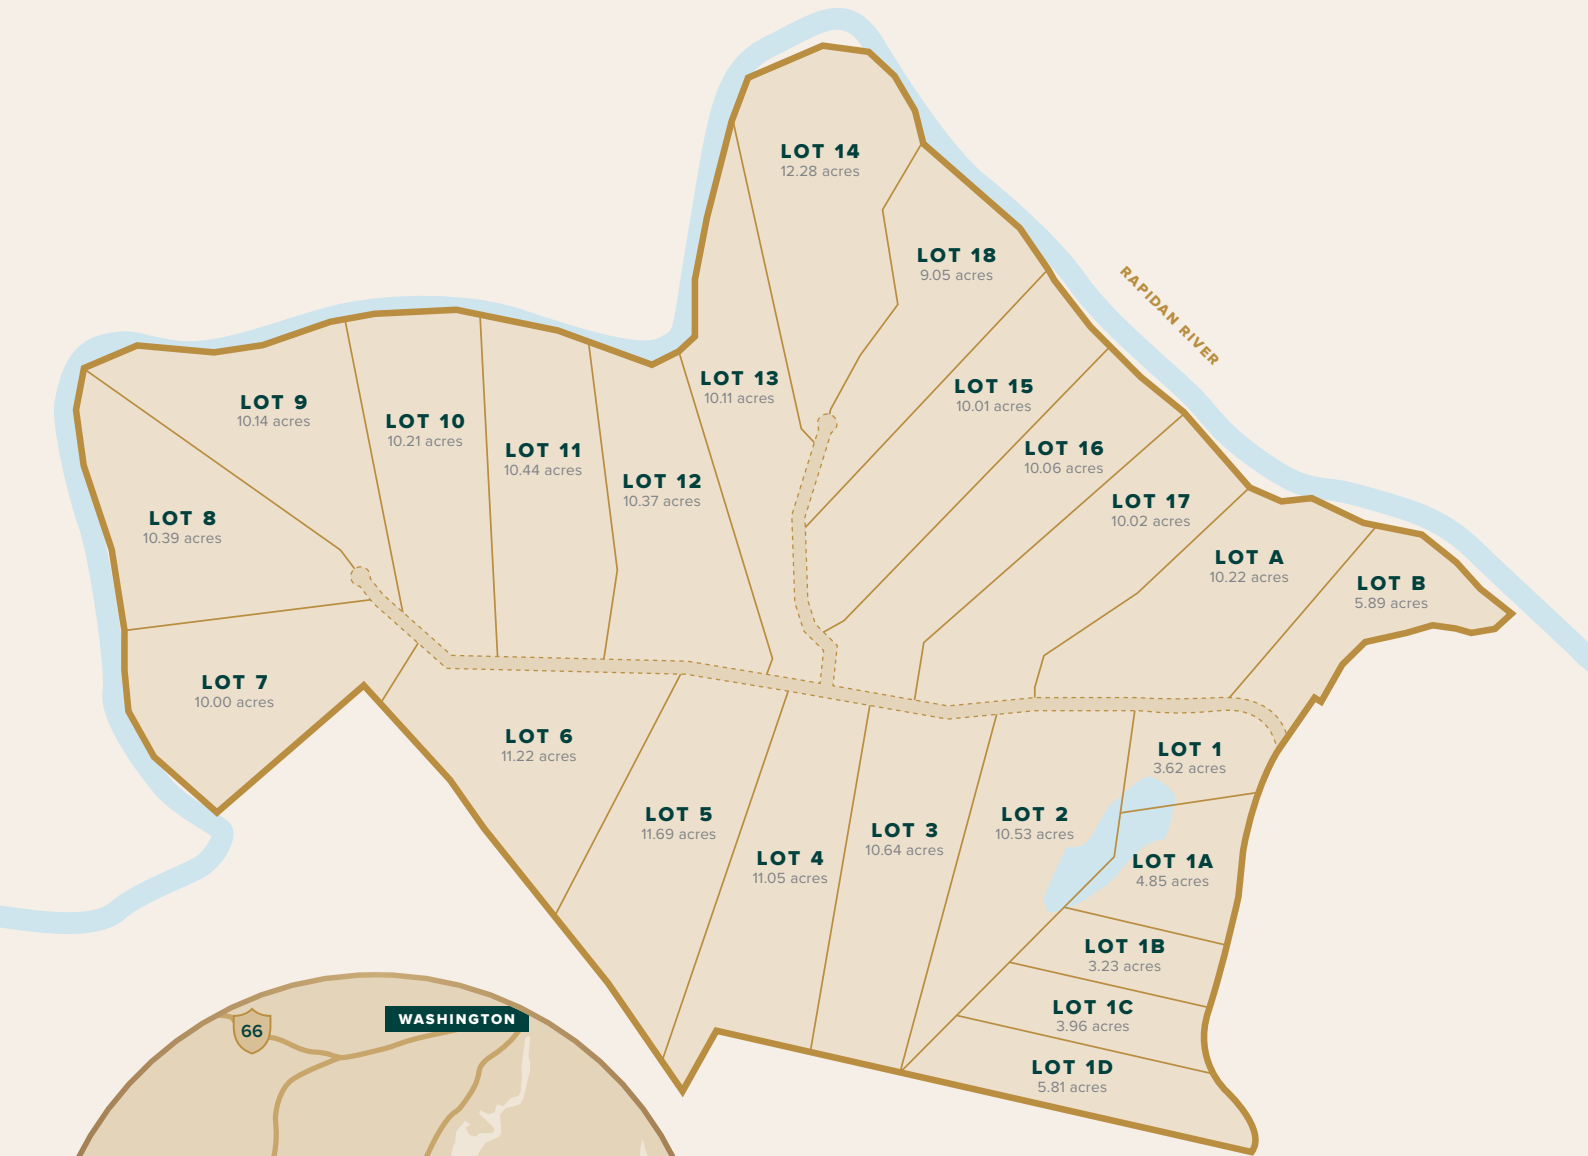 LOT 14
12.28 acres
LOT 18
9.05 acres
RAPIDAN RIVER
LOT 13
10.11 acres
LOT 15
10.01 acres
LOT 9
10.14 acres
LOT 10
10.21 acres
LOT 11
10.44 acres
LOT 12
10.37 acres
LOT 16
10.06 acres
LOT 17
10.02 acres
LOT 8
10.39 acres
LOT A
10.22 acres
LOT B
5.89 acres
LOT 7
10.00 acres
LOT 6
11.22 acres
LOT 1
3.62 acres
LOT 5
11.69 acres
LOT 4
11.05 acres
LOT 3
10.64 acres
LOT 2
10.53 acres
LOT 1A
4.85 acres
LOT 1B
3.23 acres
LOT 1C
3.96 acres
LOT 1D
5.81 acres
66
WASHINGTON